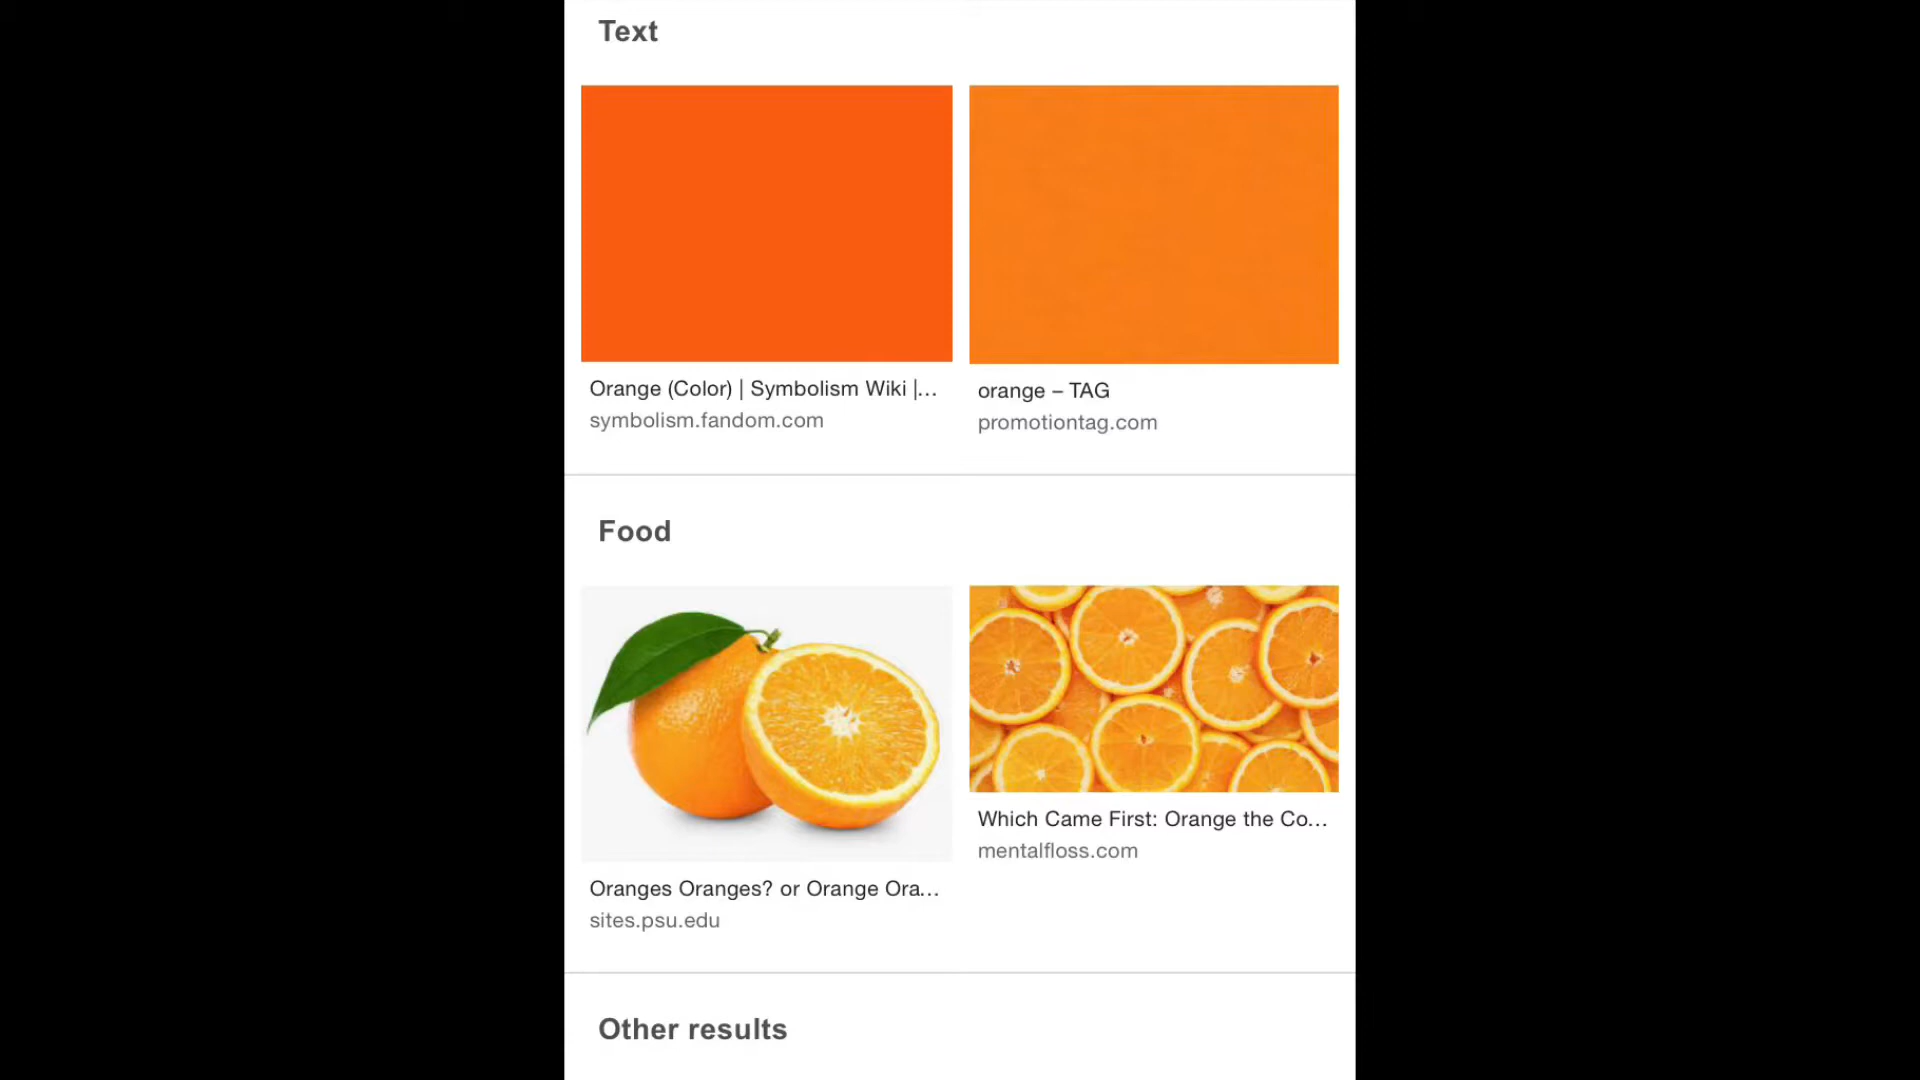 Text
Orange (Color) | Symbolism Wiki |...
symbolism.fandom.com
orange – TAG
promotiontag.com
Food
Oranges Oranges? or Orange Ora...
sites.psu.edu
Which Came First: Orange the Co...
mentalfloss.com
Other results